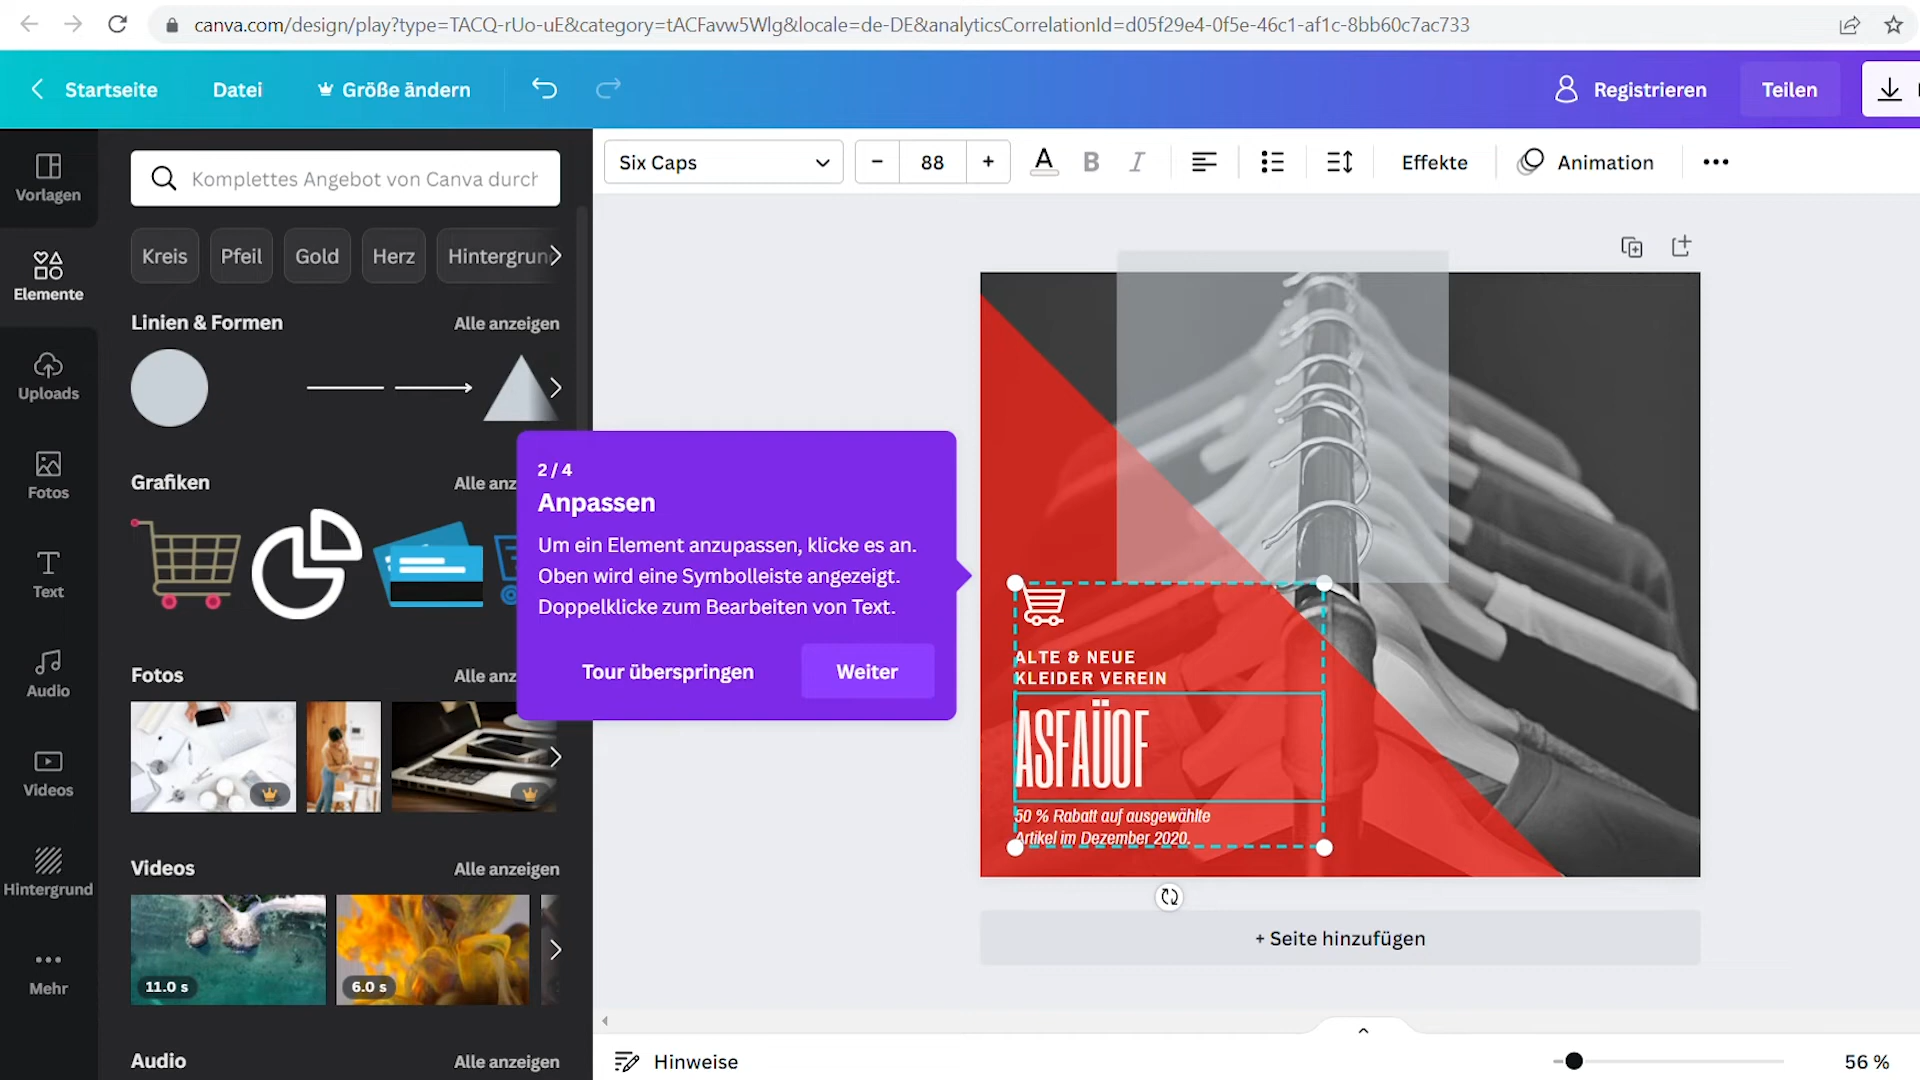 canva.com/design/play?type=TACQ-rUo-uE&category=tACFavw5Wlg&locale=de-DE&analyticsCorrelationId=d05f29e4-0f5e-46c1-af1c-8bb60c7ac733
Startseite
Datei
Größe ändern
Registrieren
Teilen
Vorlagen
Elemente
Uploads
Fotos
Text
Audio
Videos
Hintergrund
Mehr
Komplettes Angebot von Canva durch
Kreis
Pfeil
Gold
Herz
Hintergrun
Linien & Formen
Alle anzeigen
Grafiken
Alle anz
Fotos
Alle anz
Videos
Alle anzeigen
11.0 s
6.0 s
Audio
Alle anzeigen
Six Caps
− 88 +
A
B
I
Effekte
Animation
2 / 4
Anpassen
Um ein Element anzupassen, klicke es an.
Oben wird eine Symbolleiste angezeigt.
Doppelklicke zum Bearbeiten von Text.
Tour überspringen
Weiter
ALTE & NEUE
KLEIDER VEREIN
ASFAÜOF
50 % Rabatt auf ausgewählte
Artikel im Dezember 2020.
+ Seite hinzufügen
Hinweise
56 %